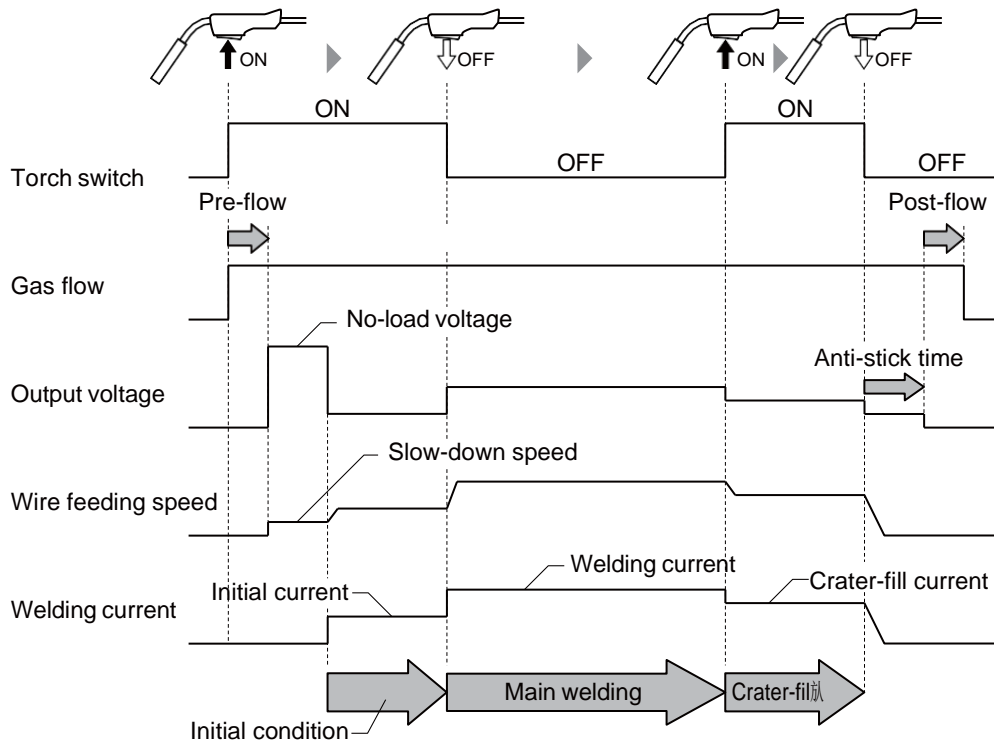 ON OFF ON OFF
ON ON
Torch switch OFF OFF
Pre-flow Post-flow
Gas flow
No-load voltage
Anti-stick time
Output voltage
Slow-down speed
Wire feeding speed
Welding current
Initial current Crater-fill current
Welding current
Main welding Crater-fil
Initial condition